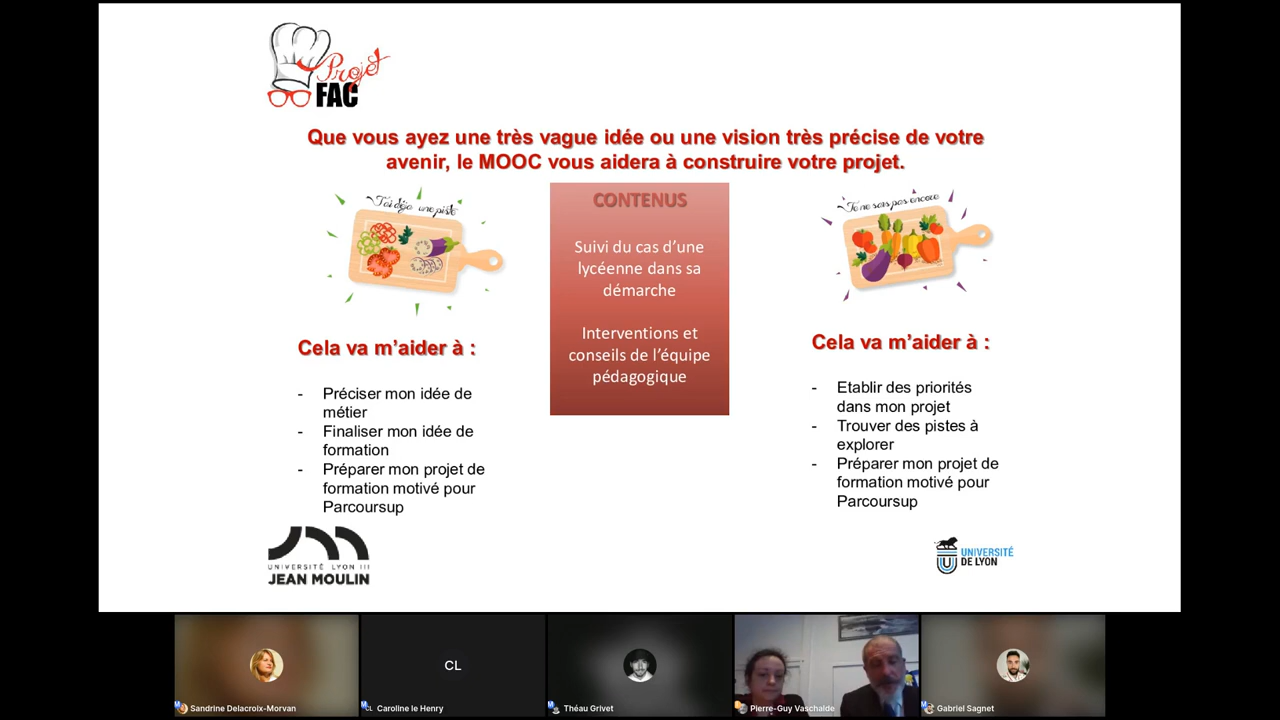 Projet
FAC
Que vous ayez une très vague idée ou une vision très précise de votre
avenir, le MOOC vous aidera à construire votre projet.
J'ai déjà une piste
CONTENUS
Suivi du cas d'une
lycéenne dans sa
démarche
Interventions et
conseils de l'équipe
pédagogique
Je ne sais pas encore
Cela va m'aider à :
- Préciser mon idée de
métier
- Finaliser mon idée de
formation
- Préparer mon projet de
formation motivé pour
Parcoursup
Cela va m'aider à :
- Etablir des priorités
dans mon projet
- Trouver des pistes à
explorer
- Préparer mon projet de
formation motivé pour
Parcoursup
UNIVERSITÉ LYON III
JEAN MOULIN
UNIVERSITÉ
DE LYON
CL
Sandrine Delacroix-Morvan
Caroline le Henry
Théau Grivet
Pierre-Guy Vaschalde
Gabriel Sagnet